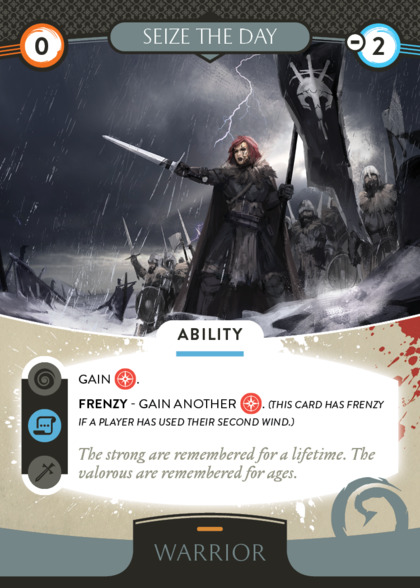 SEIZE THE DAY
0
-2
ABILITY
GAIN .
FRENZY - GAIN ANOTHER . (THIS CARD HAS FRENZY
IF A PLAYER HAS USED THEIR SECOND WIND.)
The strong are remembered for a lifetime. The
valorous are remembered for ages.
WARRIOR